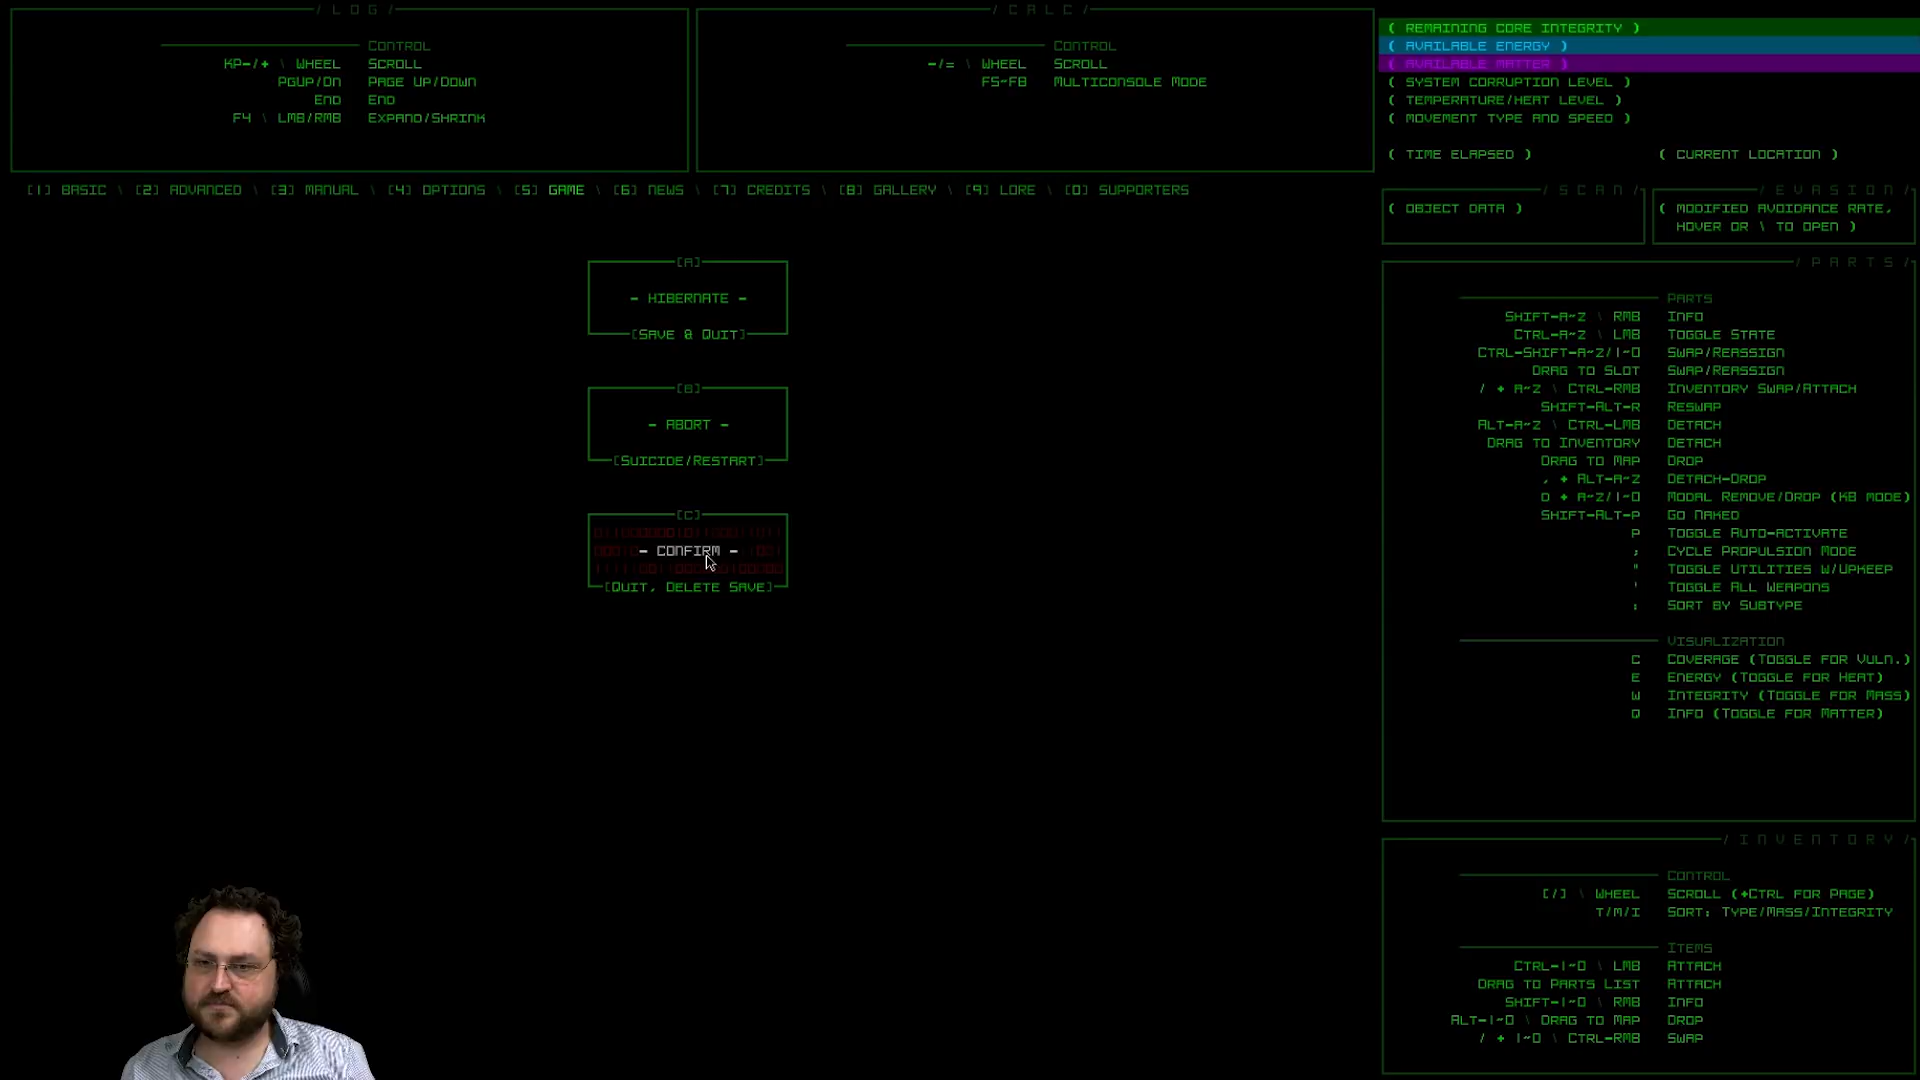 / L O G /
CONTROL
KP-/+ \ WHEEL SCROLL
PGUP/DN PAGE UP/DOWN
END END
F4 \ LMB/RMB EXPAND/SHRINK
/ C A L C /
CONTROL
-/= \ WHEEL SCROLL
F5-F8 MULTICONSOLE MODE
( REMAINING CORE INTEGRITY )
( AVAILABLE ENERGY )
( AVAILABLE MATTER )
( SYSTEM CORRUPTION LEVEL )
( TEMPERATURE/HEAT LEVEL )
( MOVEMENT TYPE AND SPEED )
( TIME ELAPSED ) ( CURRENT LOCATION )
[1] BASIC \ [2] ADVANCED \ [3] MANUAL \ [4] OPTIONS \ [5] GAME \ [6] NEWS \ [7] CREDITS \ [8] GALLERY \ [9] LORE \ [0] SUPPORTERS
/ S C A N /
( OBJECT DATA )
/ E V A S I O N /
( MODIFIED AVOIDANCE RATE,
HOVER OR \ TO OPEN )
[A]
- HIBERNATE -
[SAVE & QUIT]
[B]
- ABORT -
[SUICIDE/RESTART]
[C]
- CONFIRM -
[QUIT, DELETE SAVE]
/ P A R T S /
PARTS
SHIFT-A~Z \ RMB INFO
CTRL-A~Z \ LMB TOGGLE STATE
CTRL-SHIFT-A~Z/1~0 SWAP/REASSIGN
DRAG TO SLOT SWAP/REASSIGN
/ + A~Z \ CTRL-RMB INVENTORY SWAP/ATTACH
SHIFT-ALT-R RESWAP
ALT-A~Z \ CTRL-LMB DETACH
DRAG TO INVENTORY DETACH
DRAG TO MAP DROP
, + ALT-A~Z DETACH-DROP
D + A~Z/1~0 MODAL REMOVE/DROP (KB MODE)
SHIFT-ALT-P GO NAKED
P TOGGLE AUTO-ACTIVATE
; CYCLE PROPULSION MODE
" TOGGLE UTILITIES W/UPKEEP
' TOGGLE ALL WEAPONS
: SORT BY SUBTYPE
VISUALIZATION
C COVERAGE (TOGGLE FOR VULN.)
E ENERGY (TOGGLE FOR HEAT)
W INTEGRITY (TOGGLE FOR MASS)
Q INFO (TOGGLE FOR MATTER)
/ I N V E N T O R Y /
CONTROL
[/] \ WHEEL SCROLL (+CTRL FOR PAGE)
T/M/I SORT: TYPE/MASS/INTEGRITY
ITEMS
CTRL-1~0 \ LMB ATTACH
DRAG TO PARTS LIST ATTACH
SHIFT-1~0 \ RMB INFO
ALT-1~0 \ DRAG TO MAP DROP
/ + 1~0 \ CTRL-RMB SWAP